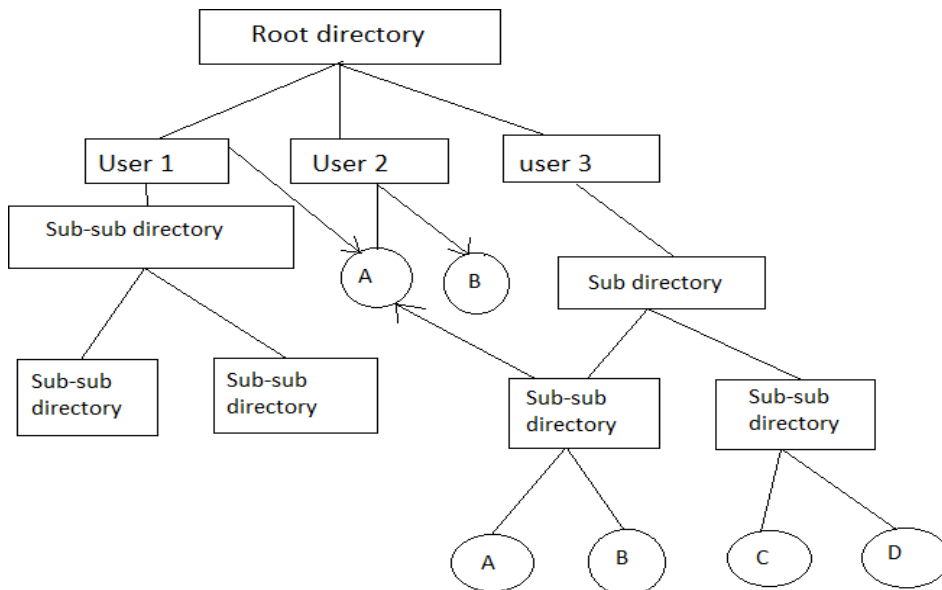 Root directory
User 1
User 2
user 3
Sub-sub directory
A
B
Sub directory
Sub-sub
directory
Sub-sub
directory
Sub-sub
directory
Sub-sub
directory
A
B
C
D